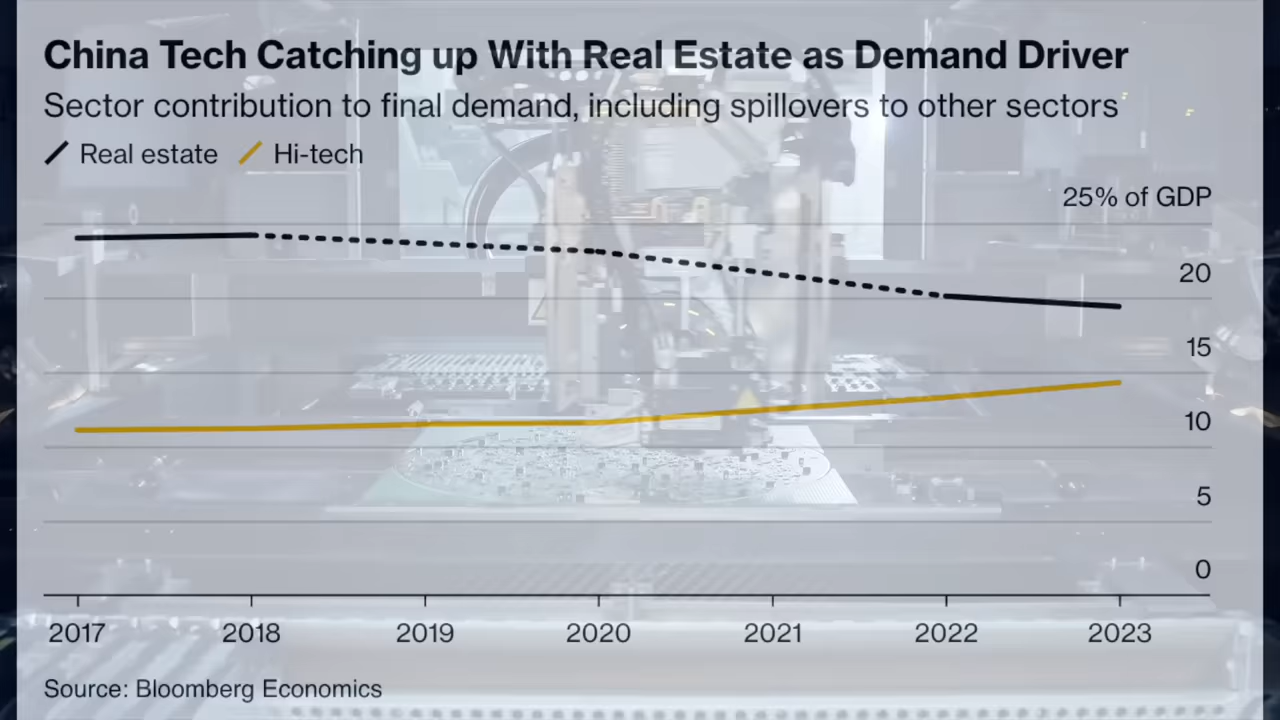 China Tech Catching up With Real Estate as Demand Driver
Sector contribution to final demand, including spillovers to other sectors
Real estate Hi-tech
25% of GDP
20
15
10
5
0
2017 2018 2019 2020 2021 2022 2023
Source: Bloomberg Economics